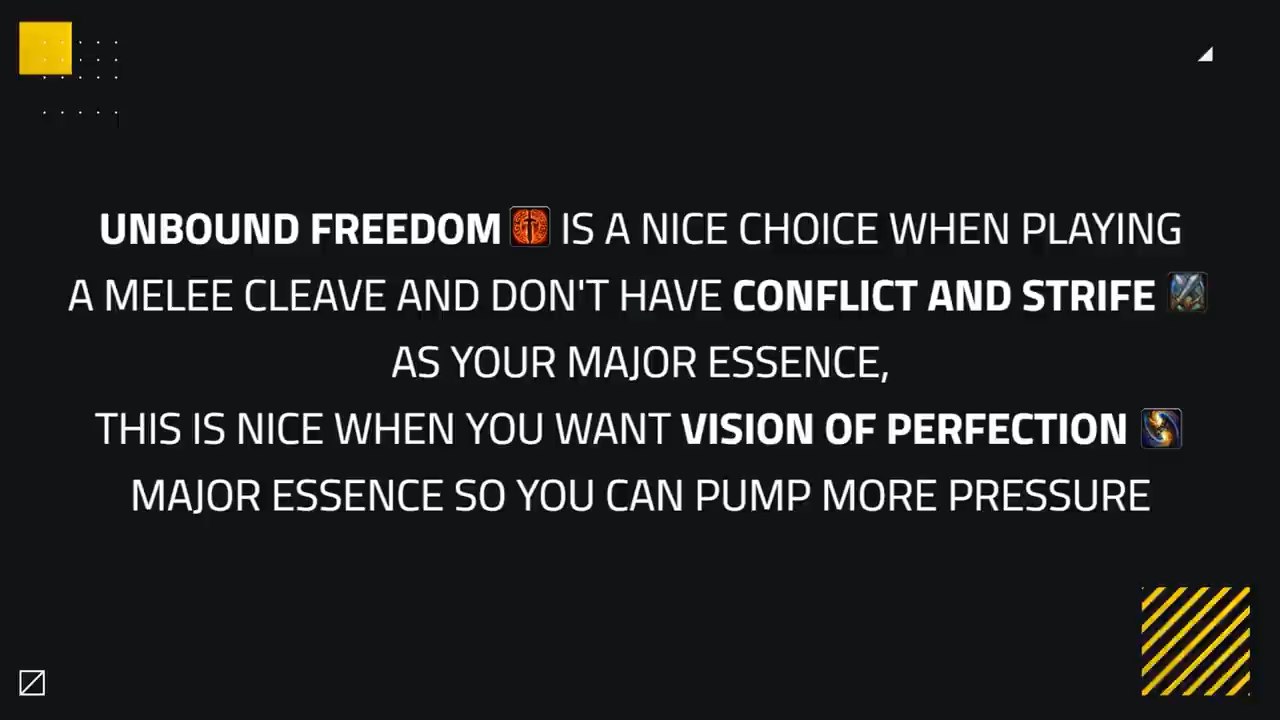 UNBOUND FREEDOM IS A NICE CHOICE WHEN PLAYING
A MELEE CLEAVE AND DON'T HAVE CONFLICT AND STRIFE
AS YOUR MAJOR ESSENCE,
THIS IS NICE WHEN YOU WANT VISION OF PERFECTION
MAJOR ESSENCE SO YOU CAN PUMP MORE PRESSURE